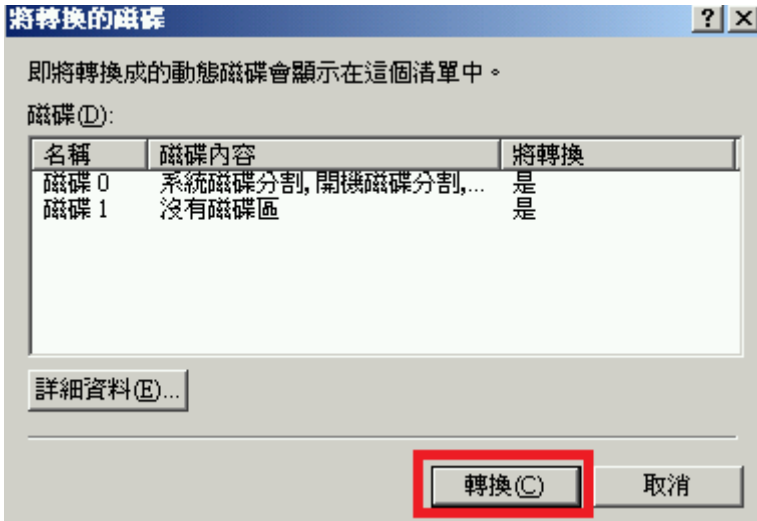 將轉換的磁碟
即將轉換成的動態磁碟會顯示在這個清單中。
磁碟(D):
名稱 磁碟內容 將轉換
磁碟 0 系統磁碟分割, 開機磁碟分割,... 是
磁碟 1 沒有磁碟區 是
詳細資料(E)...
轉換(C) 取消